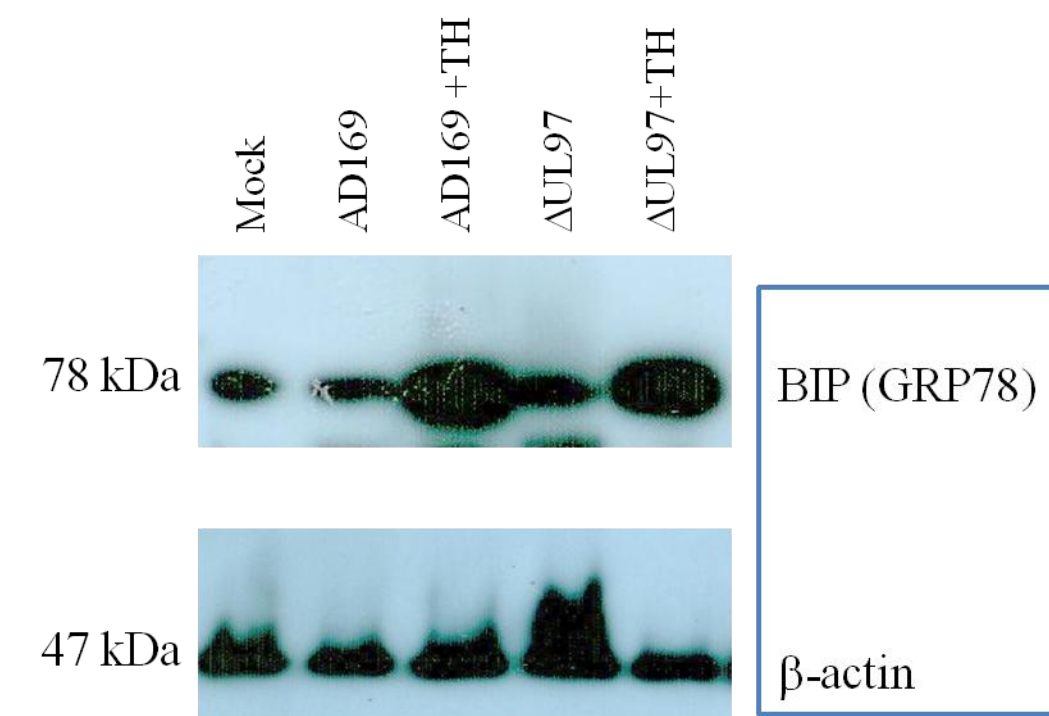 Mock
AD169
AD169 +TH
ΔUL97
ΔUL97+TH
78 kDa
BIP (GRP78)
47 kDa
β-actin